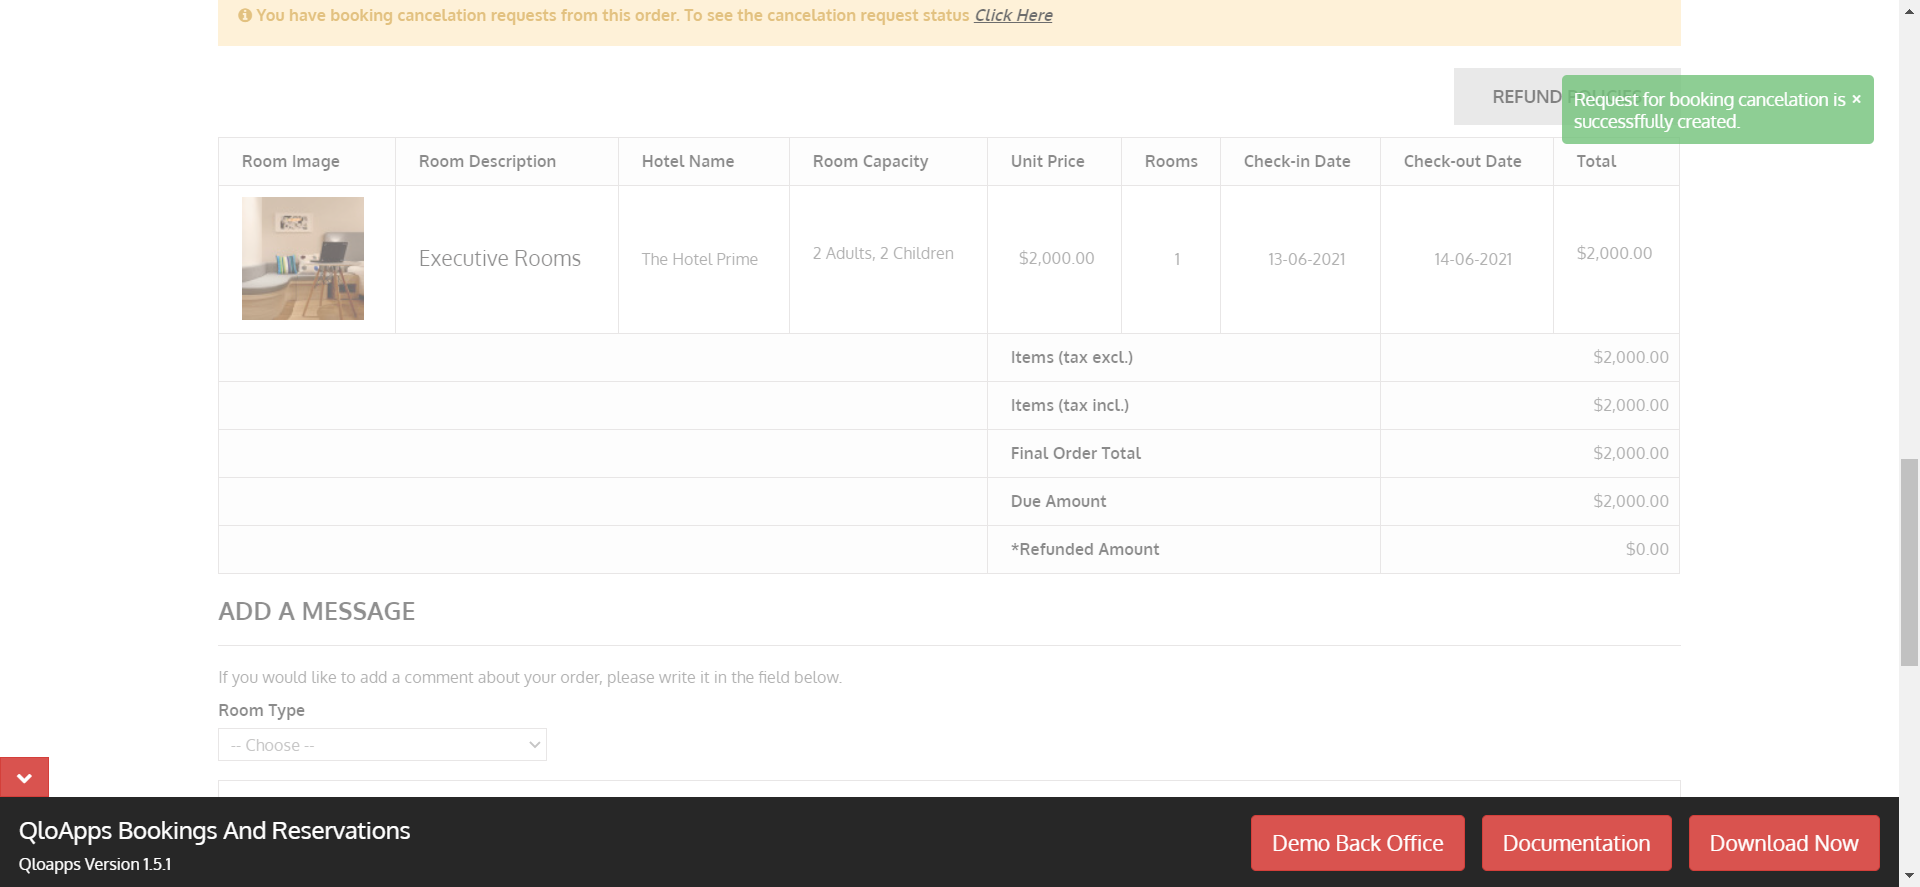 You have booking cancelation requests from this order. To see the cancelation request status Click Here
REFUND
Request for booking cancelation is ×
successffully created.
Room Image Room Description Hotel Name Room Capacity Unit Price Rooms Check-in Date Check-out Date Total
Executive Rooms The Hotel Prime 2 Adults, 2 Children $2,000.00 1 13-06-2021 14-06-2021 $2,000.00
Items (tax excl.) $2,000.00
Items (tax incl.) $2,000.00
Final Order Total $2,000.00
Due Amount $2,000.00
*Refunded Amount $0.00
ADD A MESSAGE
If you would like to add a comment about your order, please write it in the field below.
Room Type
-- Choose --
QloApps Bookings And Reservations
Qloapps Version 1.5.1
Demo Back Office Documentation Download Now